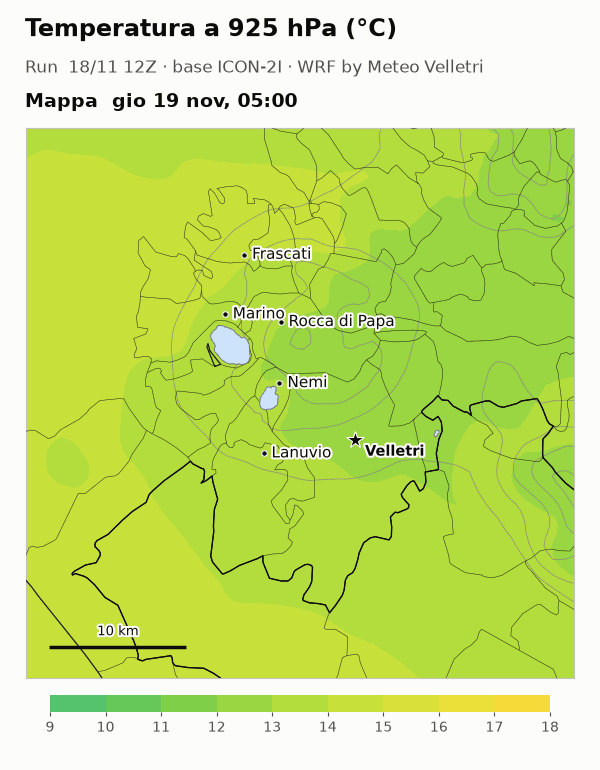 Temperatura a 925 hPa (°C)
Run  18/11 12Z · base ICON-2I · WRF by Meteo Velletri
Mappa  gio 19 nov, 05:00
Frascati
Marino
Rocca di Papa
Nemi
Velletri
Lanuvio
10 km
9 10 11 12 13 14 15 16 17 18